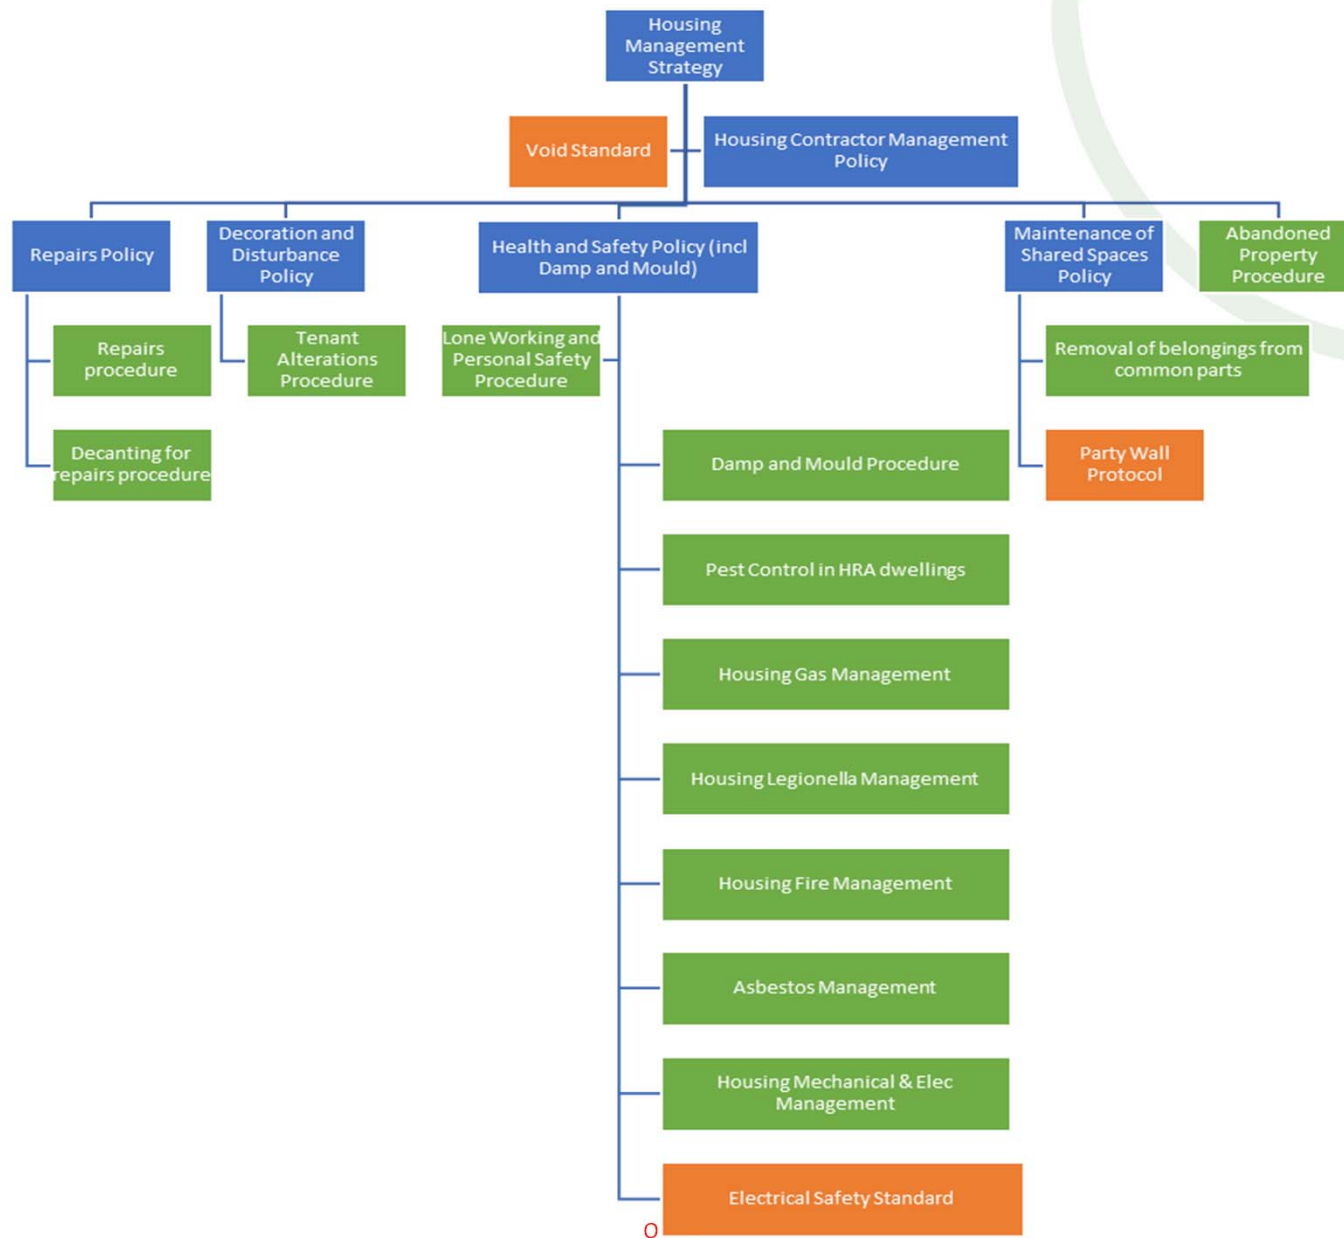 Housing
Management
Strategy
Void Standard
Housing Contractor Management
Policy
Repairs Policy
Decoration and
Disturbance
Policy
Health and Safety Policy (incl
Damp and Mould)
Maintenance of
Shared Spaces
Policy
Abandoned
Property
Procedure
Repairs
procedure
Tenant
Alterations
Procedure
Lone Working and
Personal Safety
Procedure
Removal of belongings from
common parts
Decanting for
repairs procedure
Damp and Mould Procedure
Party Wall
Protocol
Pest Control in HRA dwellings
Housing Gas Management
Housing Legionella Management
Housing Fire Management
Asbestos Management
Housing Mechanical & Elec
Management
Electrical Safety Standard
O